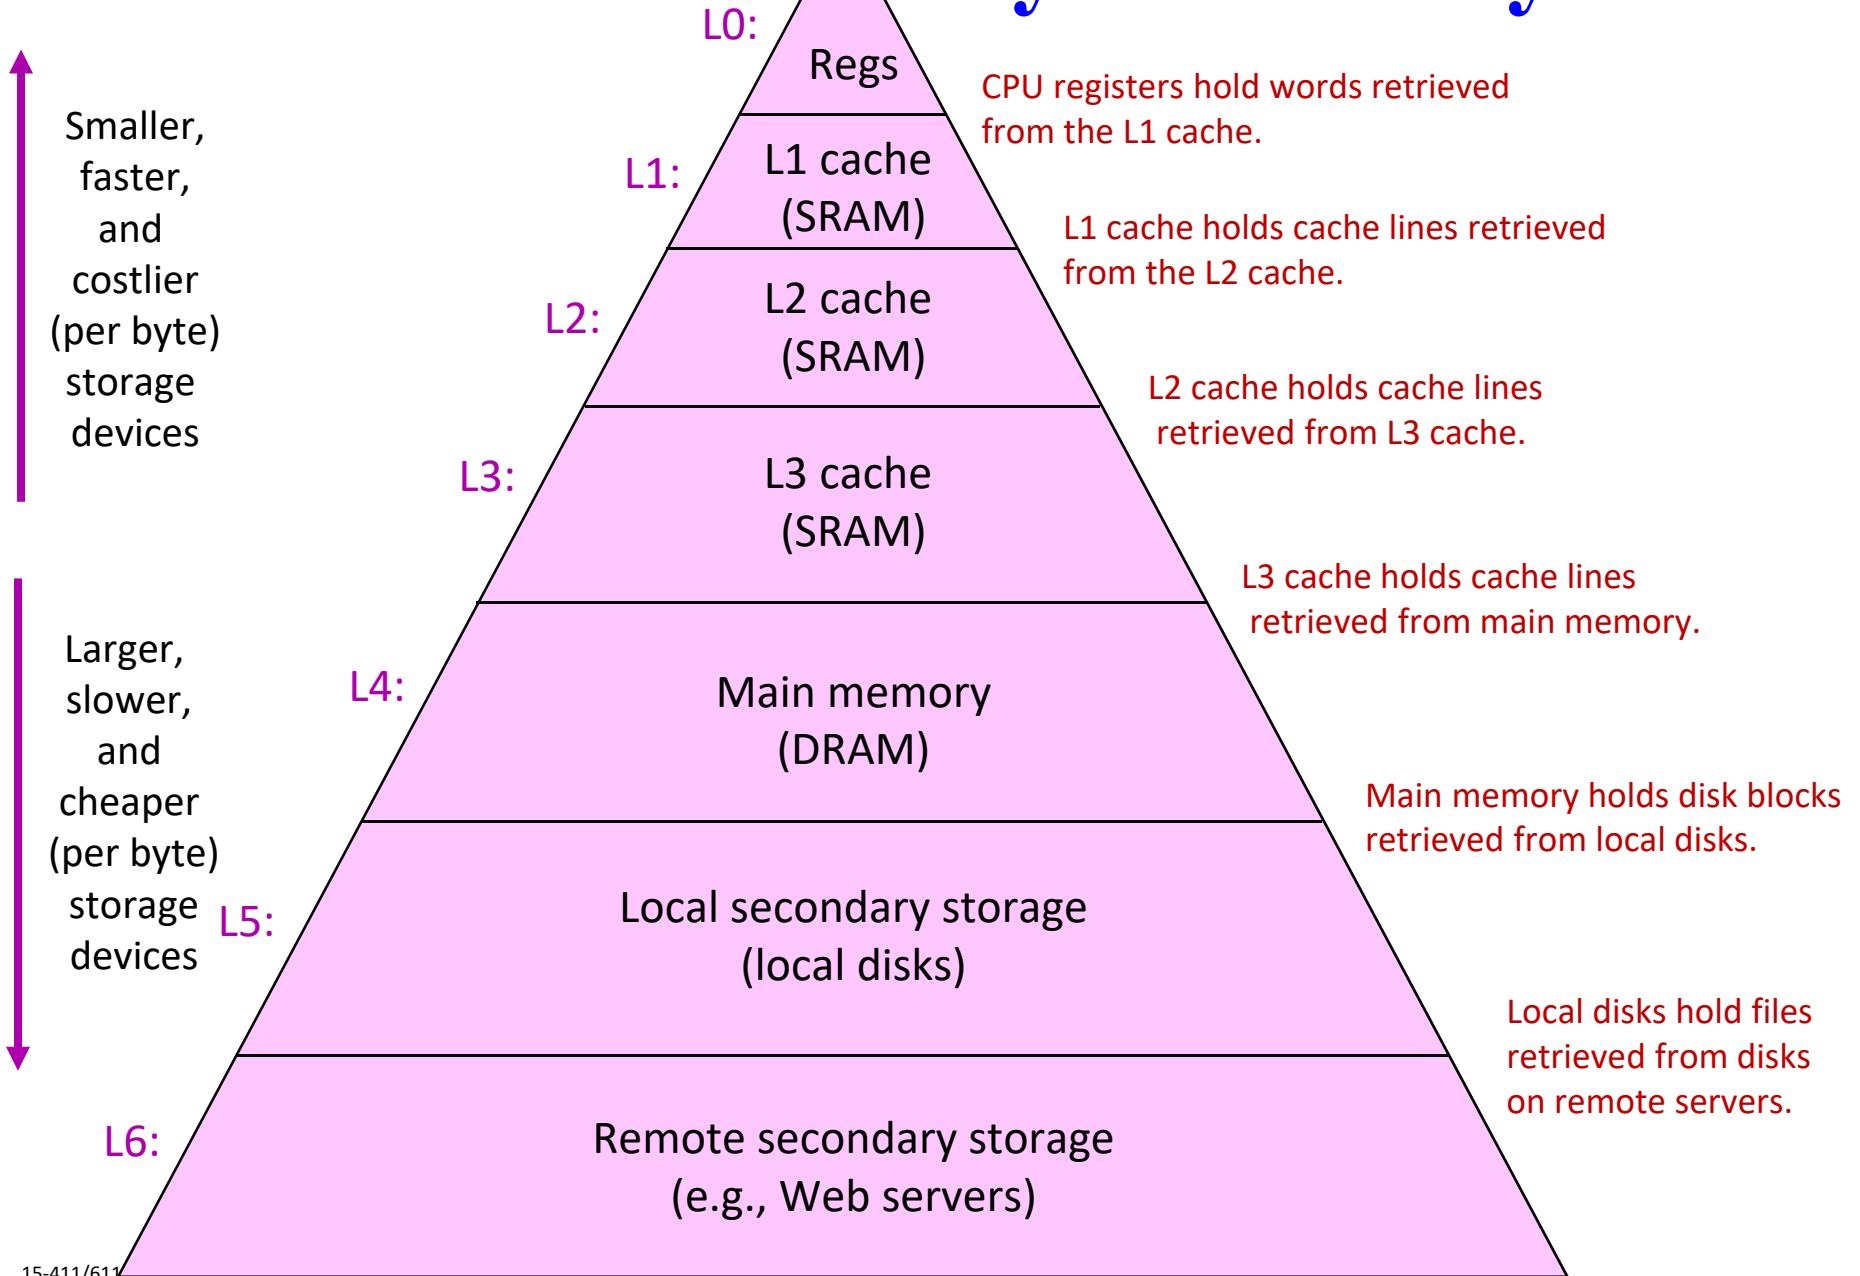 L0:
Regs
CPU registers hold words retrieved
from the L1 cache.
Smaller,
faster,
and
costlier
(per byte)
storage
devices
L1:
L1 cache
(SRAM)
L1 cache holds cache lines retrieved
from the L2 cache.
L2:
L2 cache
(SRAM)
L2 cache holds cache lines
retrieved from L3 cache.
L3:
L3 cache
(SRAM)
L3 cache holds cache lines
retrieved from main memory.
Larger,
slower,
and
cheaper
(per byte)
storage
devices
L4:
Main memory
(DRAM)
Main memory holds disk blocks
retrieved from local disks.
L5:
Local secondary storage
(local disks)
Local disks hold files
retrieved from disks
on remote servers.
L6:
Remote secondary storage
(e.g., Web servers)
15-411/611